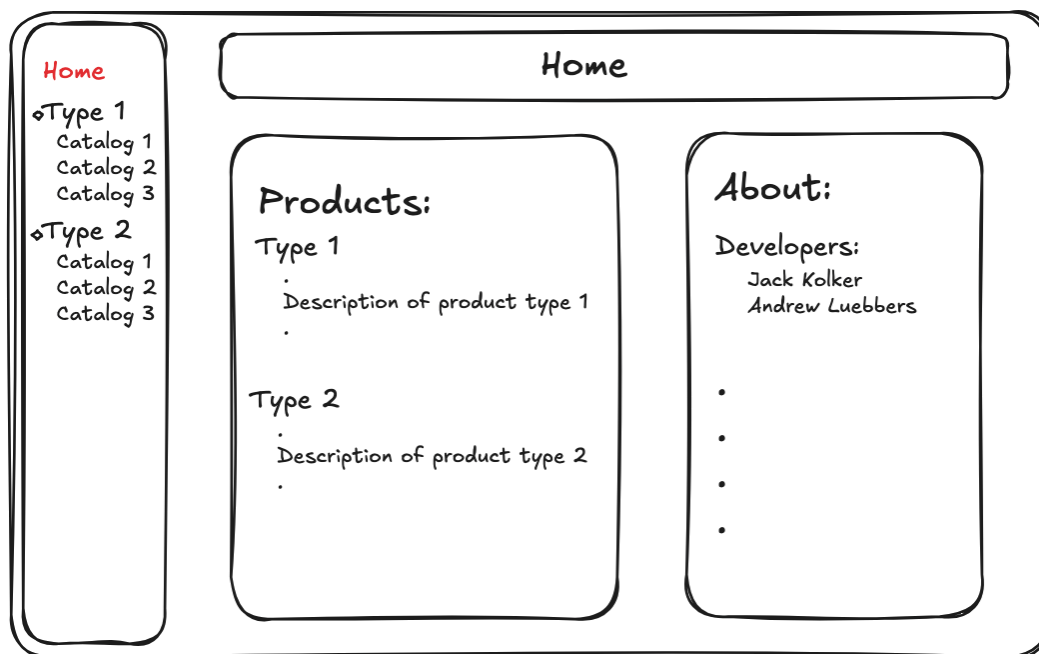 Home
Type 1
Catalog 1
Catalog 2
Catalog 3
Type 2
Catalog 1
Catalog 2
Catalog 3
Home
Products:
Type 1
.
Description of product type 1
.
Type 2
.
Description of product type 2
.
About:
Developers:
Jack Kolker
Andrew Luebbers
.
.
.
.